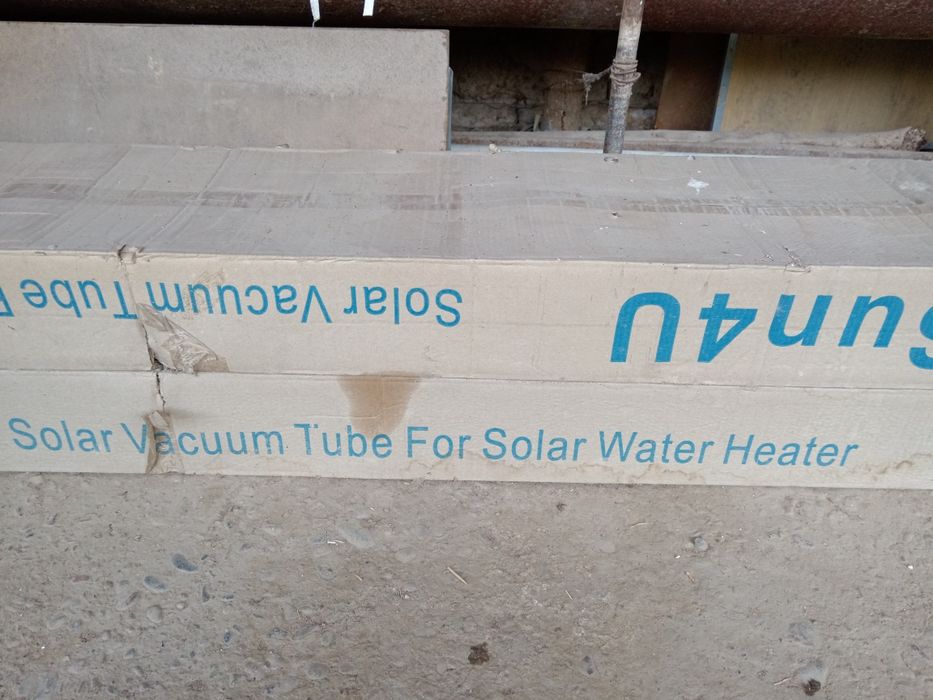 Sun4U
Solar Vacuum Tube
Solar Vacuum Tube For Solar Water Heater